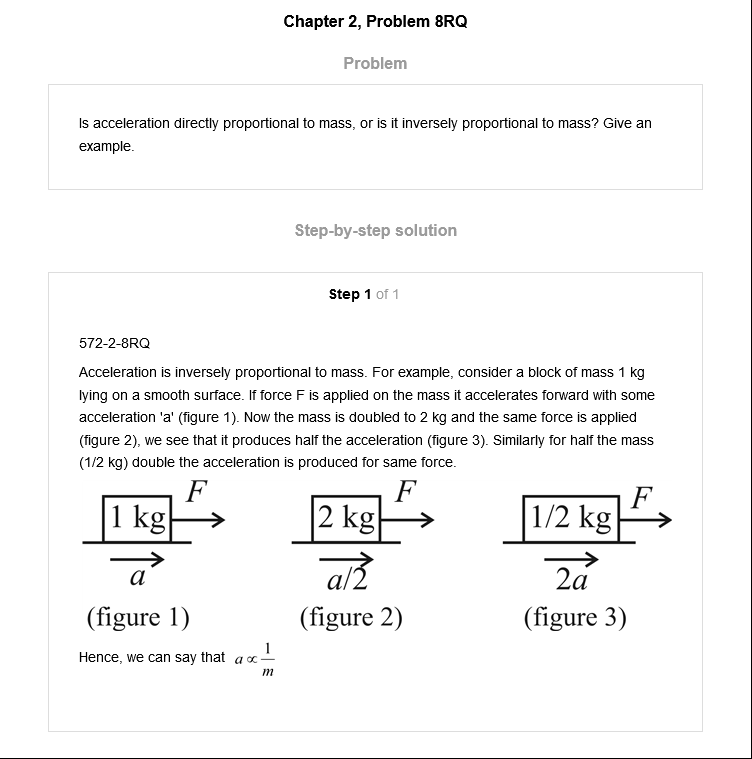 Chapter 2, Problem 8RQ
Problem
Is acceleration directly proportional to mass, or is it inversely proportional to mass? Give an
example.
Step-by-step solution
Step 1 of 1
572-2-8RQ
Acceleration is inversely proportional to mass. For example, consider a block of mass 1 kg
lying on a smooth surface. If force F is applied on the mass it accelerates forward with some
acceleration 'a' (figure 1). Now the mass is doubled to 2 kg and the same force is applied
(figure 2), we see that it produces half the acceleration (figure 3). Similarly for half the mass
(1/2 kg) double the acceleration is produced for same force.
F F F
1 kg 2 kg 1/2 kg
a a/2 2a
(figure 1) (figure 2) (figure 3)
Hence, we can say that a ∝ 1/m